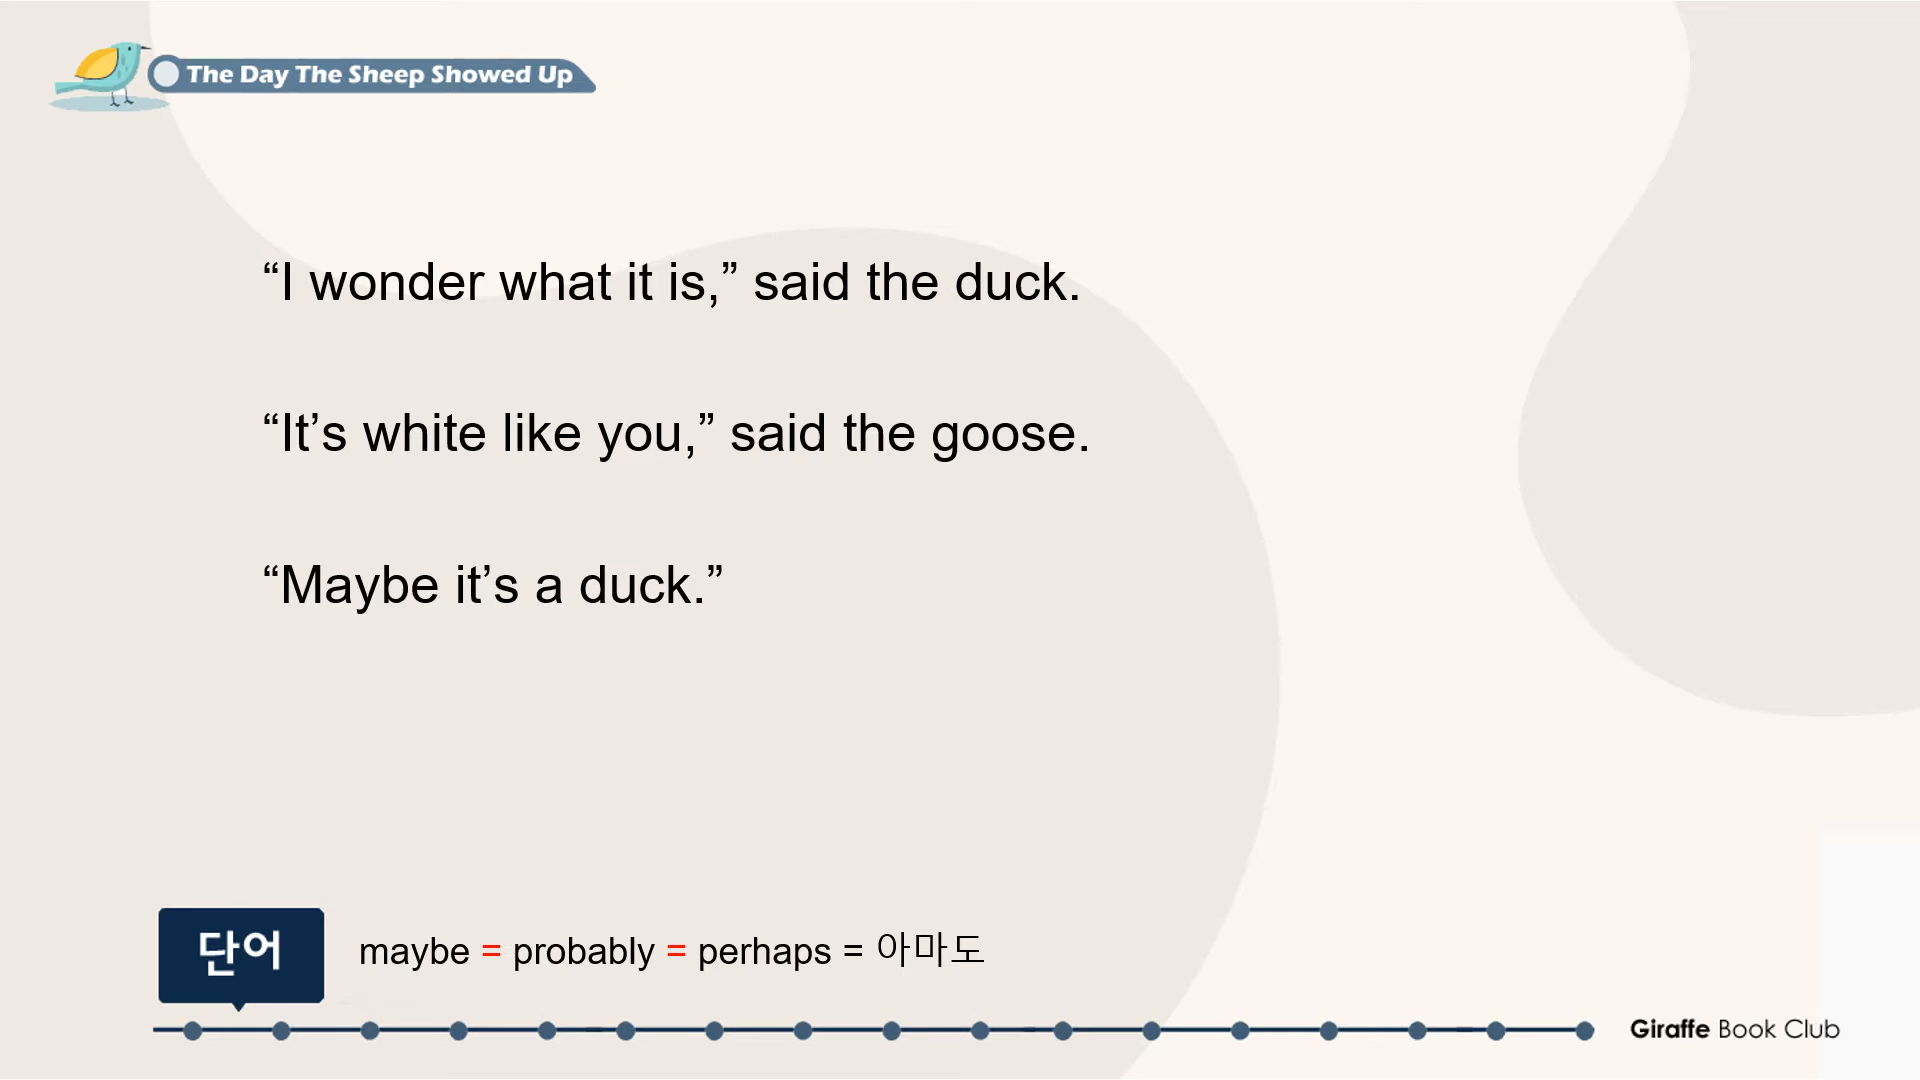 The Day The Sheep Showed Up
“I wonder what it is,” said the duck.
“It’s white like you,” said the goose.
“Maybe it’s a duck.”
단어
maybe = probably = perhaps = 아마도
Giraffe Book Club